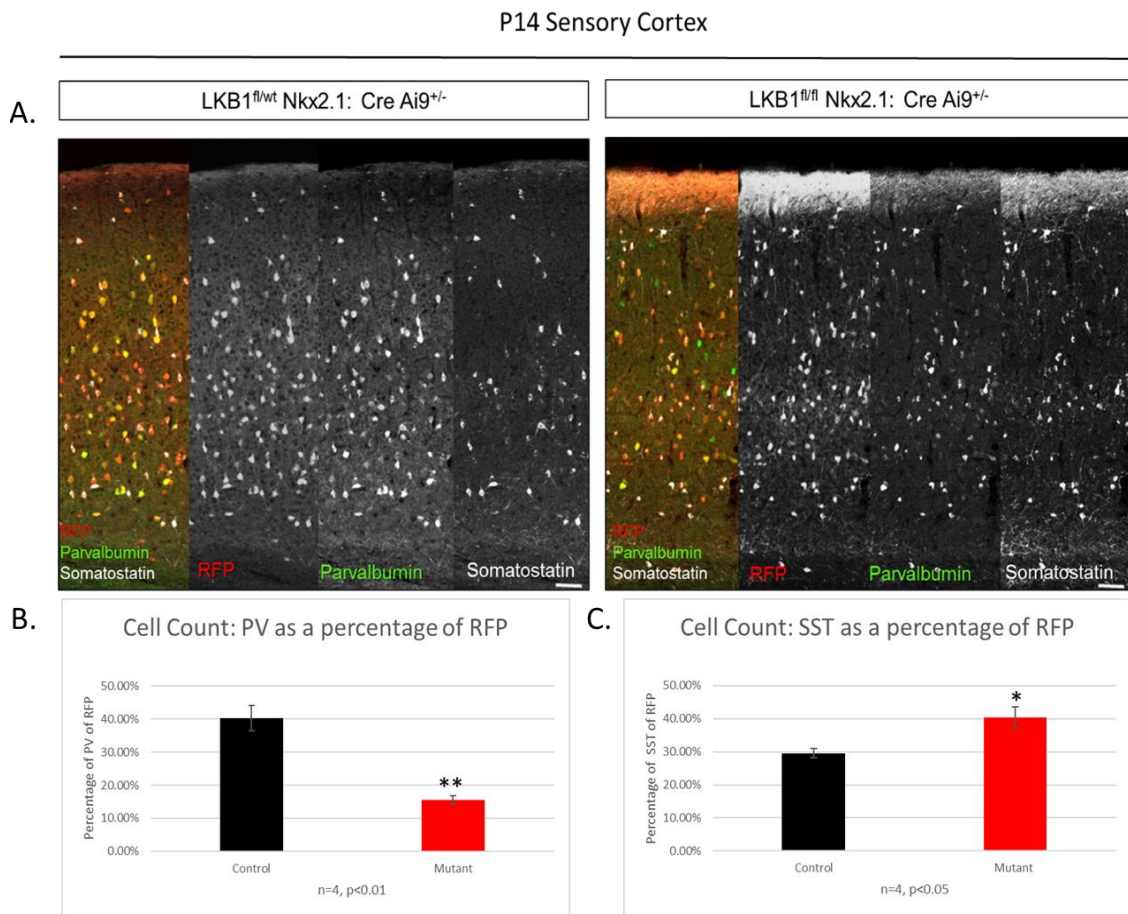 P14 Sensory Cortex
A.
LKB1fl/wt Nkx2.1: Cre Ai9+/-
LKB1fl/fl Nkx2.1: Cre Ai9+/-
RFP
Parvalbumin
Somatostatin
RFP
Parvalbumin
Somatostatin
RFP
Parvalbumin
Somatostatin
RFP
Parvalbumin
Somatostatin
B.
Cell Count: PV as a percentage of RFP
Percentage of PV of RFP
50.00%
40.00%
30.00%
20.00%
10.00%
0.00%
**
Control
Mutant
n=4, p<0.01
C.
Cell Count: SST as a percentage of RFP
Percentage of SST of RFP
50.00%
40.00%
30.00%
20.00%
10.00%
0.00%
*
Control
Mutant
n=4, p<0.05